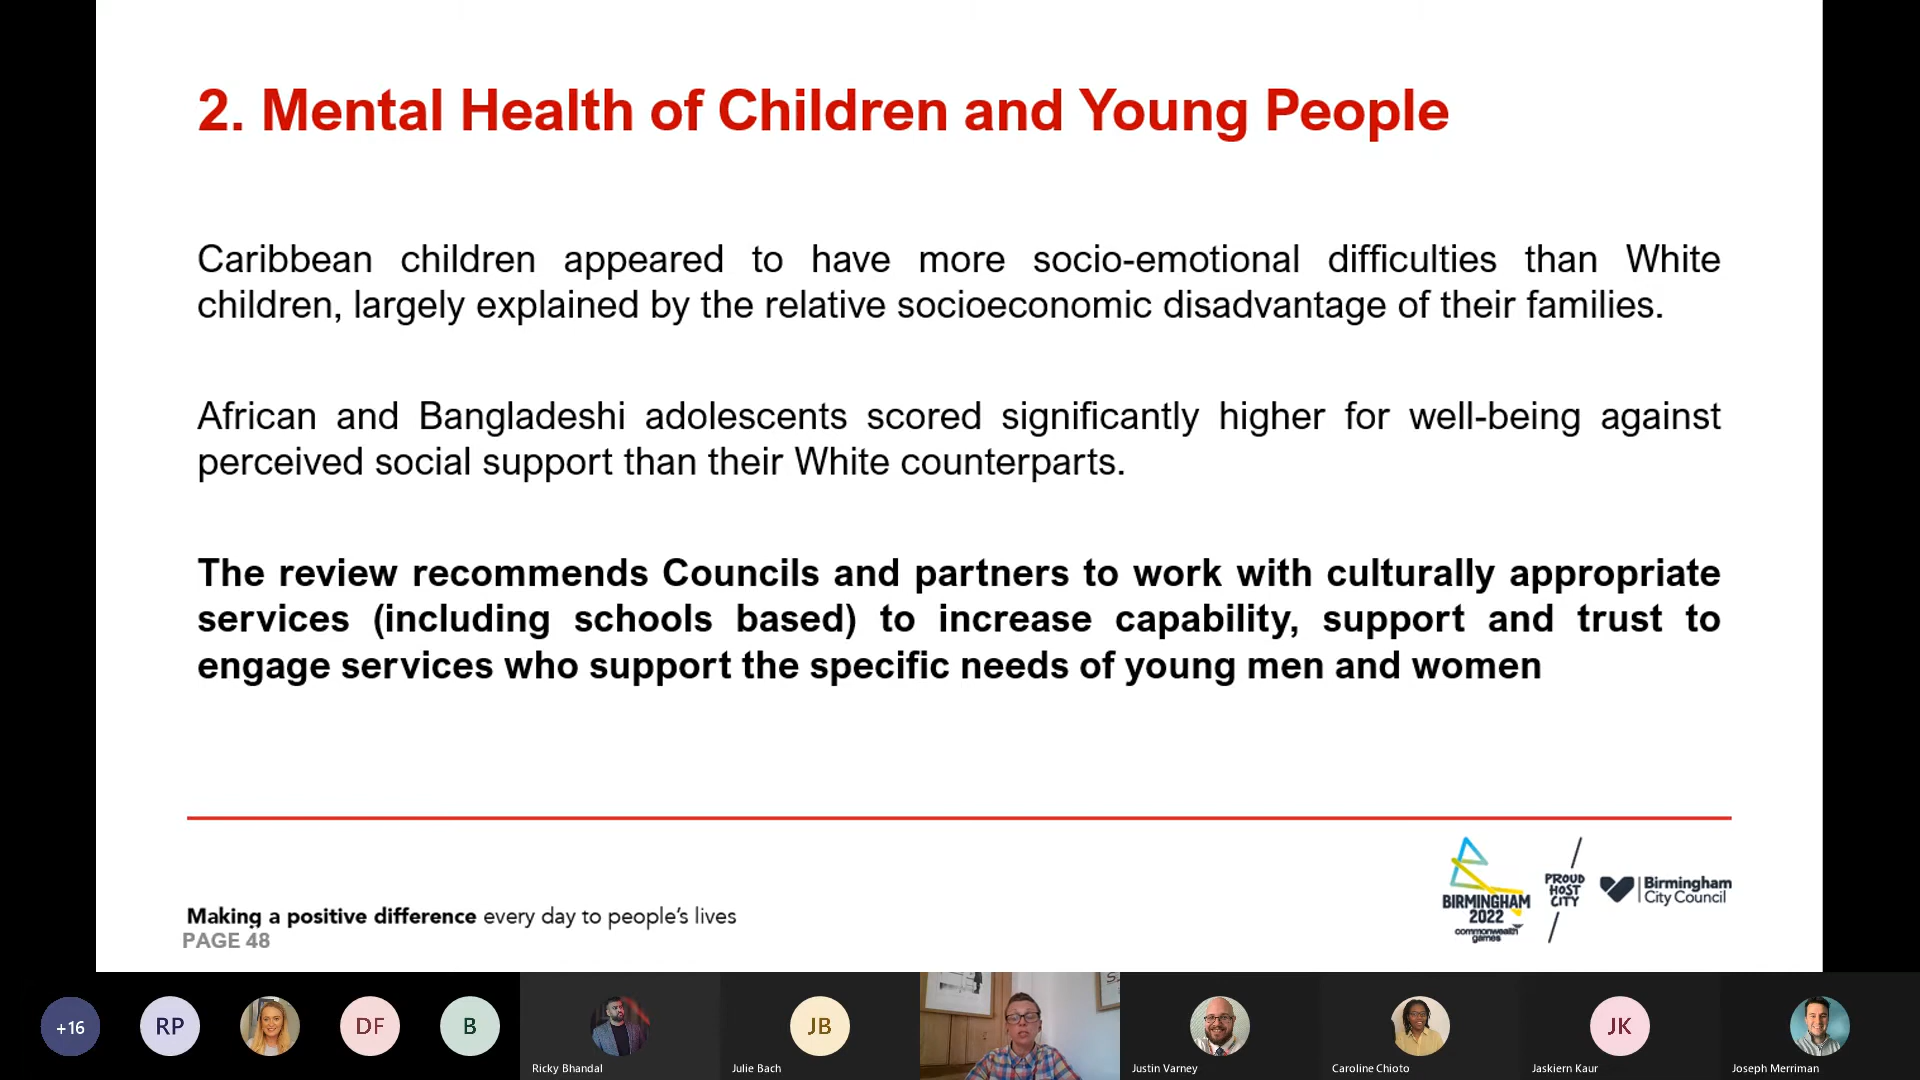 2. Mental Health of Children and Young People
Caribbean children appeared to have more socio-emotional difficulties than White
children, largely explained by the relative socioeconomic disadvantage of their families.
African and Bangladeshi adolescents scored significantly higher for well-being against
perceived social support than their White counterparts.
The review recommends Councils and partners to work with culturally appropriate
services (including schools based) to increase capability, support and trust to
engage services who support the specific needs of young men and women
BIRMINGHAM
2022
commonwealth
games
PROUD
HOST
CITY
Birmingham
City Council
Making a positive difference every day to people's lives
PAGE 48
+16
RP
DF
B
Ricky Bhandal
JB
Julie Bach
Justin Varney
Caroline Chioto
JK
Jaskiern Kaur
Joseph Merriman